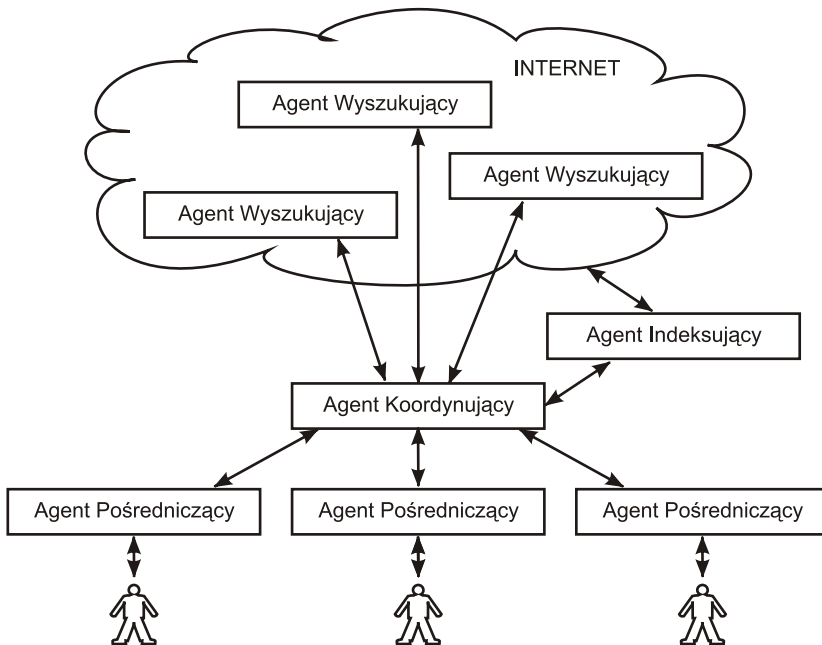 INTERNET
Agent Wyszukujący
Agent Wyszukujący
Agent Wyszukujący
Agent Indeksujący
Agent Koordynujący
Agent Pośredniczący
Agent Pośredniczący
Agent Pośredniczący